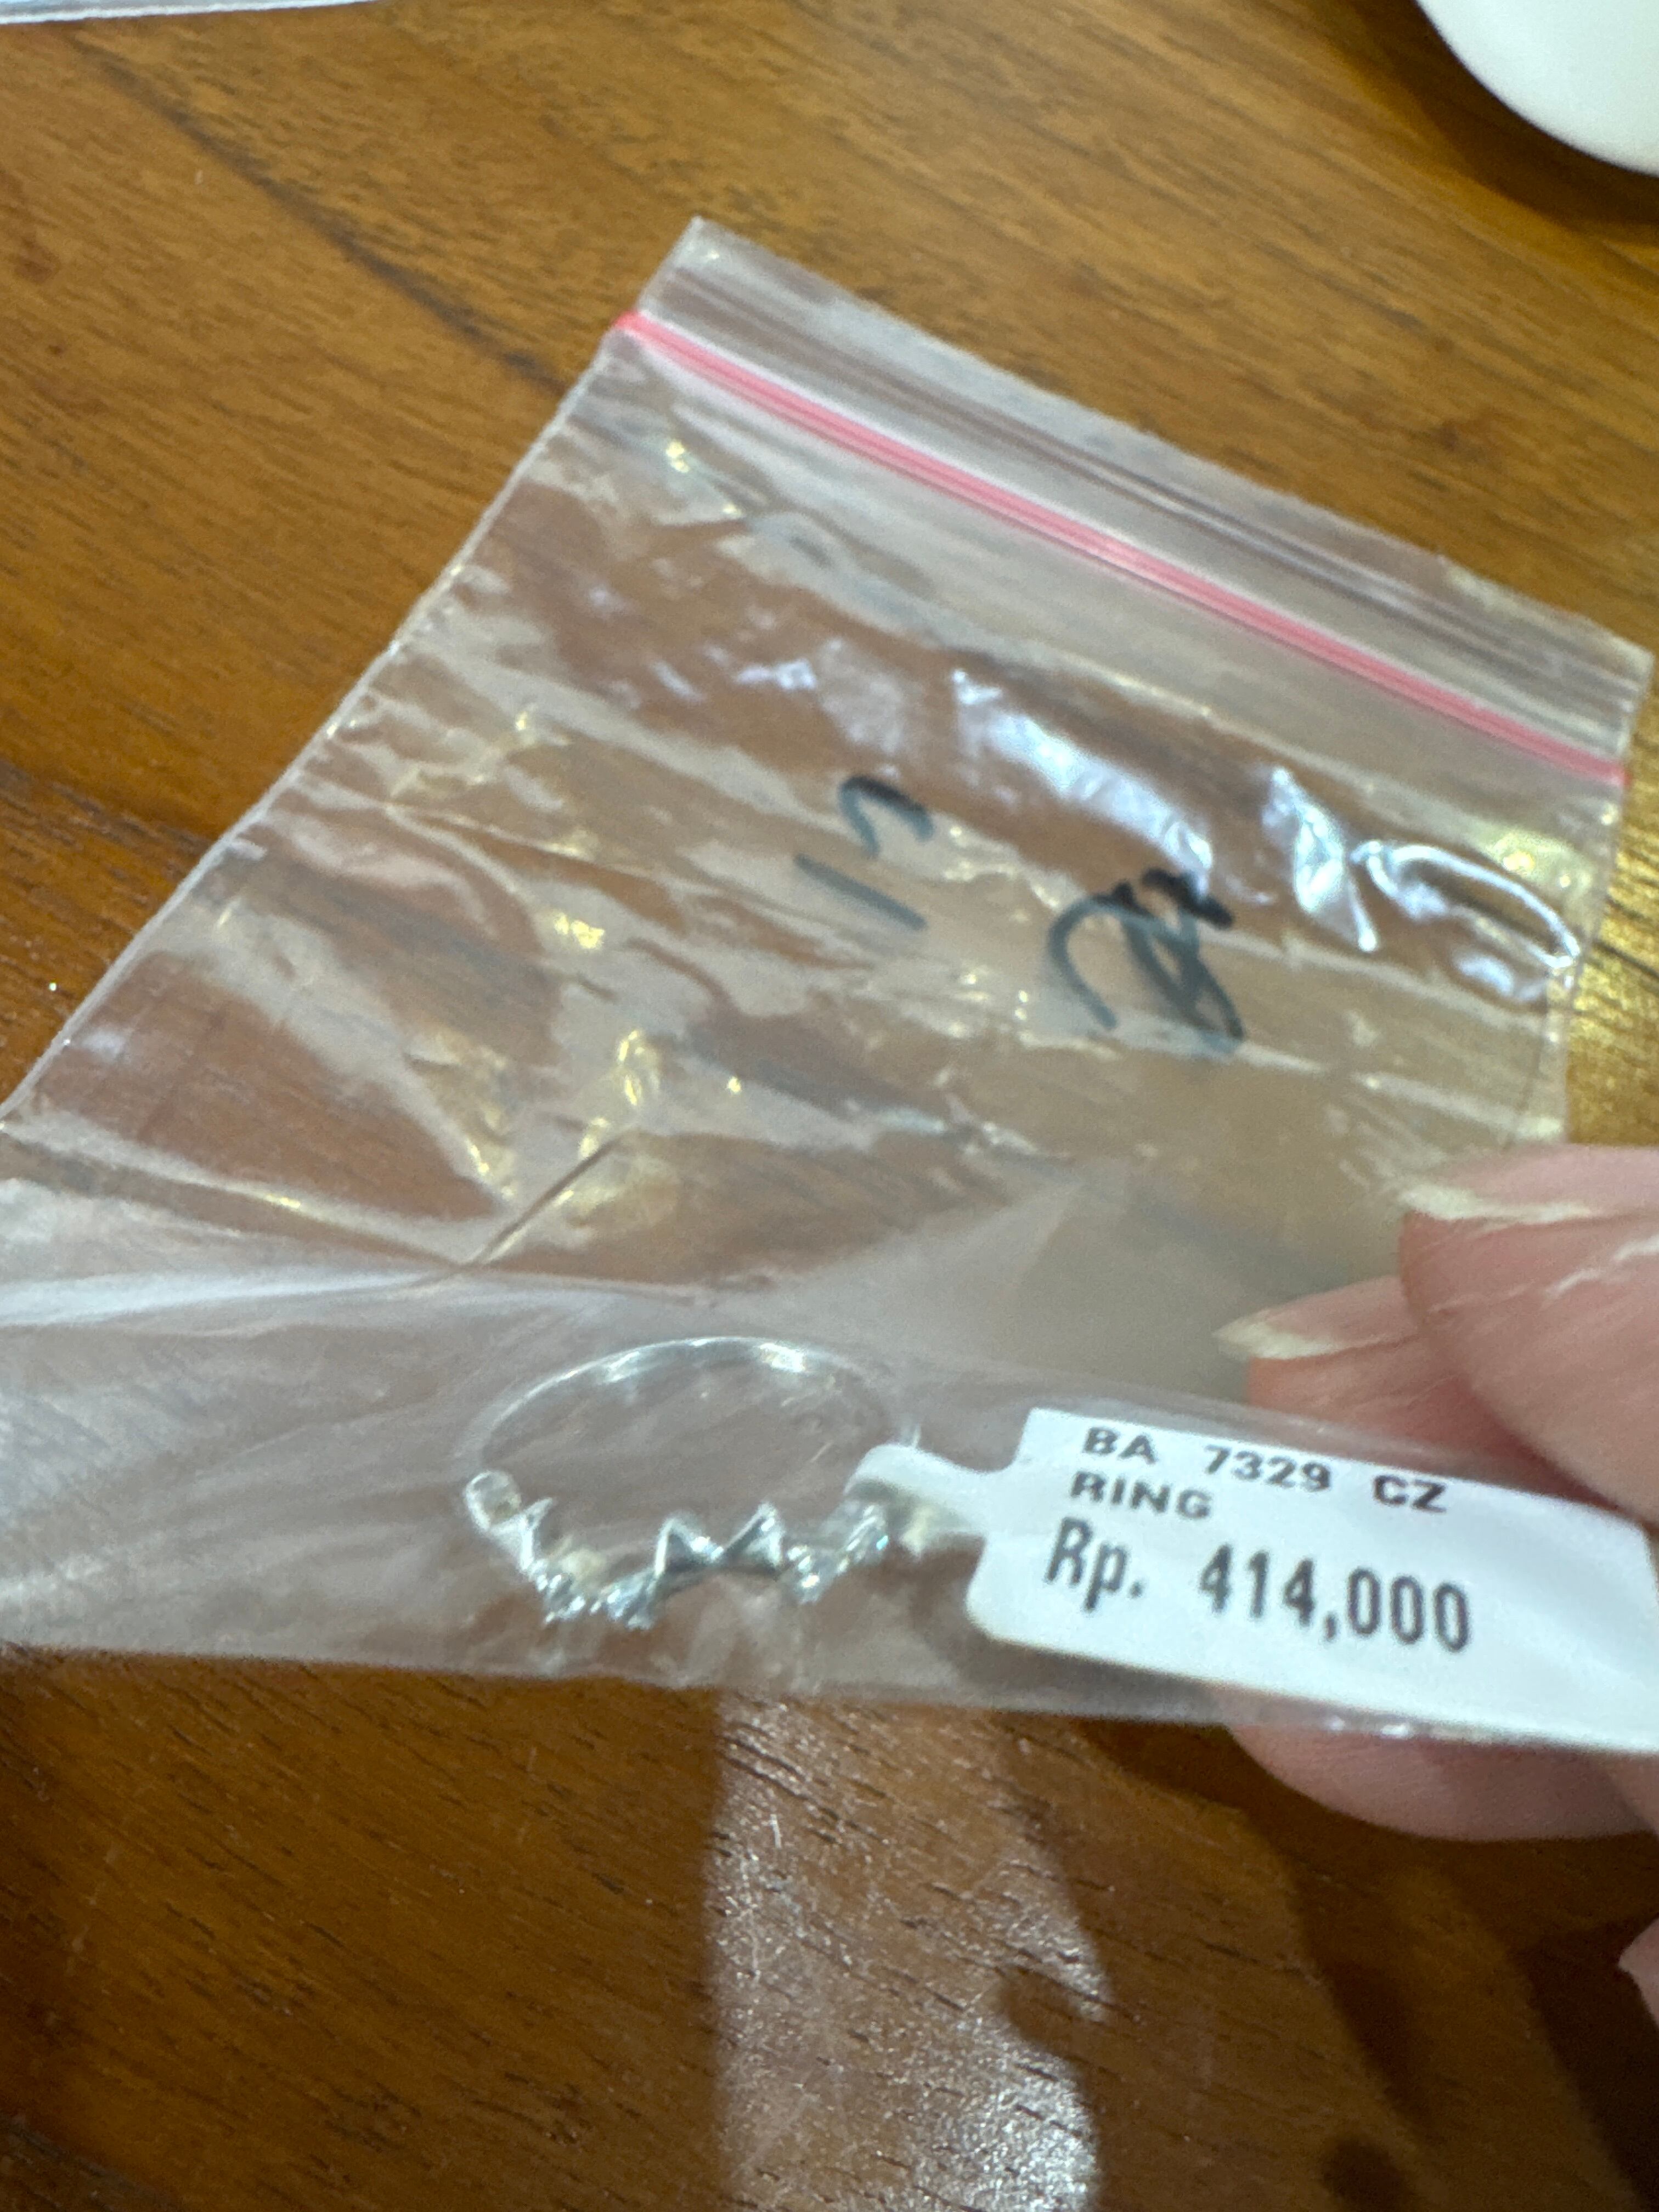 BA 7329 CZ
RING
Rp. 414,000